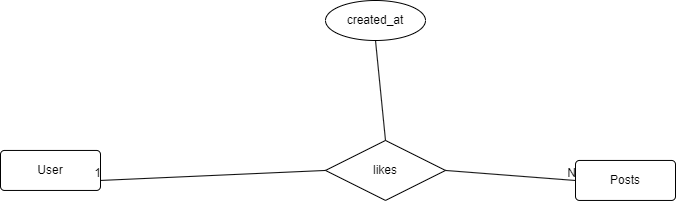 created_at
User
1
likes
N
Posts